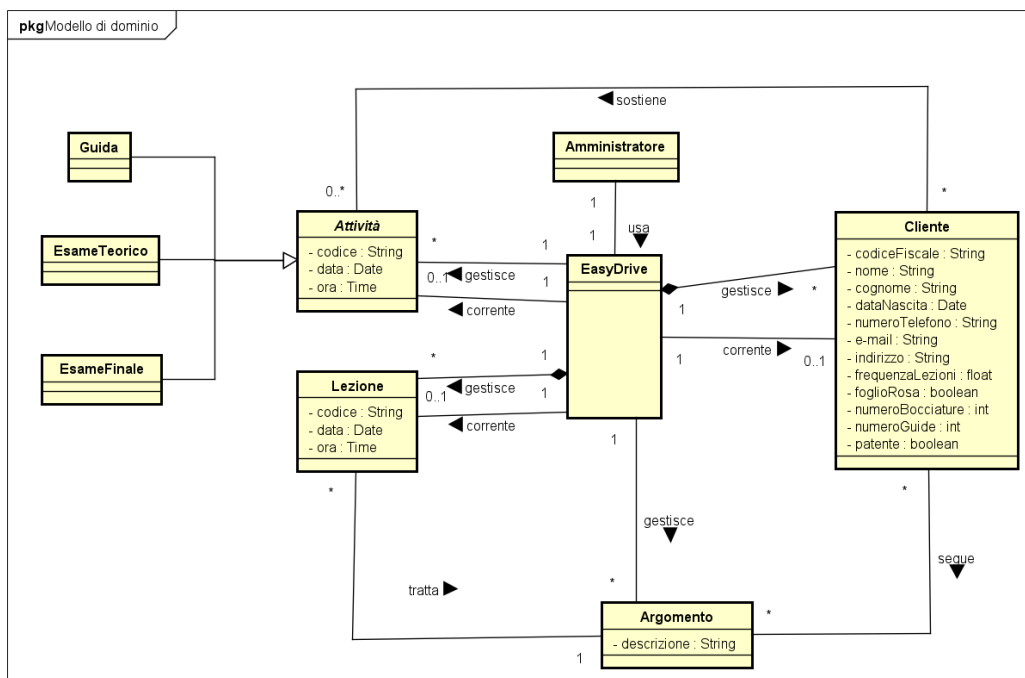 pkg Modello di dominio
sostiene
Guida
Amministratore
0..*
*
1
Attività
- codice : String
- data : Date
- ora : Time
EsameTeorico
1
usa
Cliente
- codiceFiscale : String
- nome : String
- cognome : String
- dataNascita : Date
- numeroTelefono : String
- e-mail : String
- indirizzo : String
- frequenzaLezioni : float
- foglioRosa : boolean
- numeroBocciature : int
- numeroGuide : int
- patente : boolean
*
1
gestisce
EasyDrive
0..1
1
corrente
gestisce
*
1
EsameFinale
*
1
gestisce
corrente
1
0..1
Lezione
- codice : String
- data : Date
- ora : Time
0..1
1
corrente
1
*
*
gestisce
segue
tratta
*
*
Argomento
- descrizione : String
1